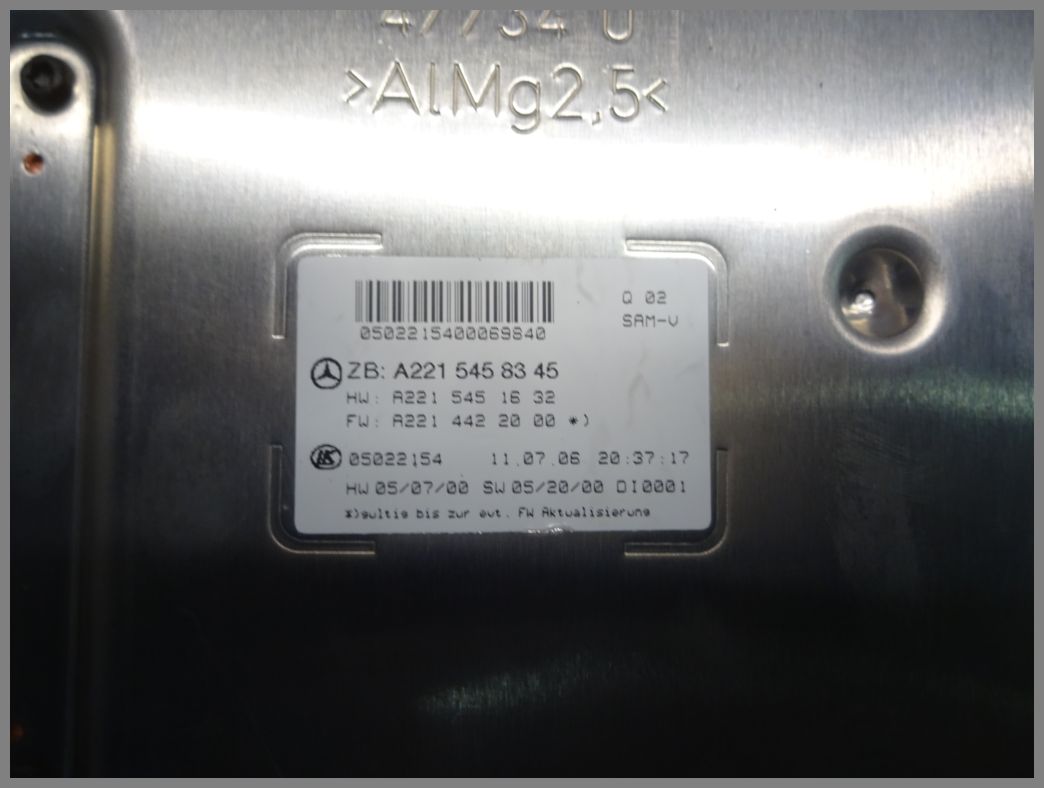 >AlMg2,5<
0502215400069840
Q 02
SAM-V
ZB: A221 545 83 45
HW: A221 545 16 32
FW: A221 442 20 00 *)
05022154 11.07.06 20:37:17
HW 05/07/00 SW 05/20/00 DI0001
*)gultig bis zur evt. FW Aktualisierung